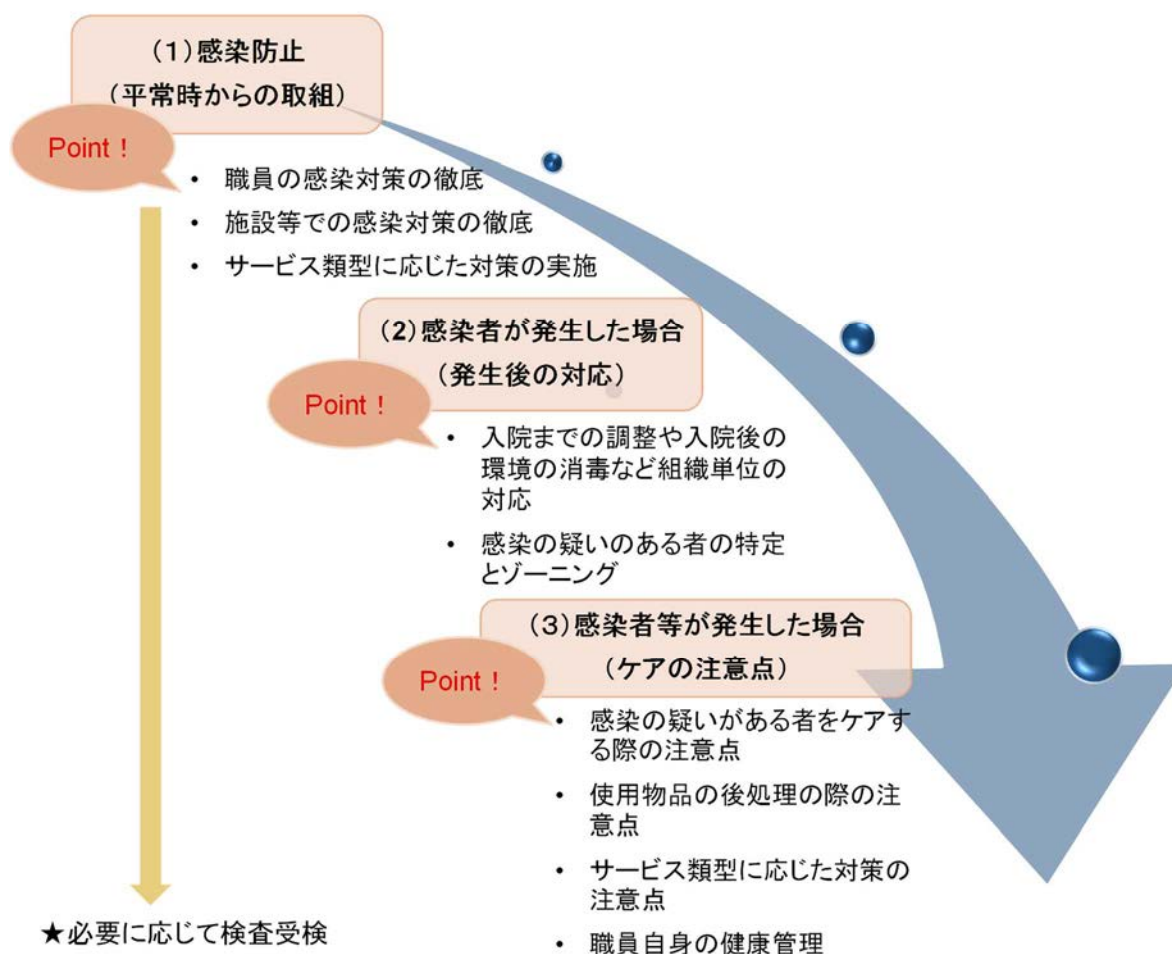 (1)感染防止
(平常時からの取組)
Point!
• 職員の感染対策の徹底
• 施設等での感染対策の徹底
• サービス類型に応じた対策の実施
(2)感染者が発生した場合
(発生後の対応)
Point!
• 入院までの調整や入院後の
環境の消毒など組織単位の
対応
• 感染の疑いのある者の特定
とゾーニング
(3)感染者等が発生した場合
(ケアの注意点)
Point!
• 感染の疑いがある者をケアす
る際の注意点
• 使用物品の後処理の際の注
意点
• サービス類型に応じた対策の
注意点
• 職員自身の健康管理
★必要に応じて検査受検